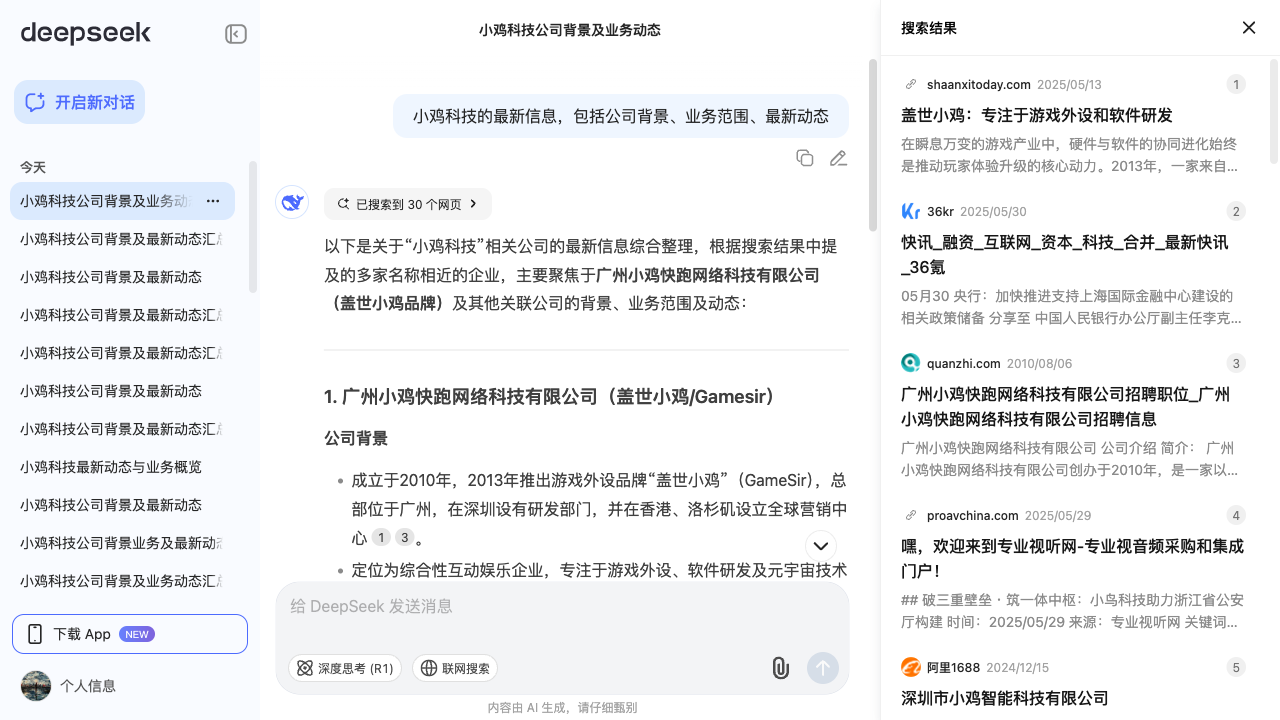 deepseek
开启新对话
今天
小鸡科技公司背景及业务动
小鸡科技公司背景及最新动态汇总
小鸡科技公司背景及最新动态
小鸡科技公司背景及最新动态汇总
小鸡科技公司背景及最新动态汇总
小鸡科技公司背景及最新动态
小鸡科技公司背景及最新动态汇总
小鸡科技最新动态与业务概览
小鸡科技公司背景及最新动态
小鸡科技公司背景业务及最新动态
小鸡科技公司背景及业务动态汇总
下载 App NEW
个人信息
小鸡科技公司背景及业务动态
小鸡科技的最新信息，包括公司背景、业务范围、最新动态
已搜索到 30 个网页
以下是关于“小鸡科技”相关公司的最新信息综合整理，根据搜索结果中提
及的多家名称相近的企业，主要聚焦于广州小鸡快跑网络科技有限公司
（盖世小鸡品牌）及其他关联公司的背景、业务范围及动态：
1. 广州小鸡快跑网络科技有限公司（盖世小鸡/Gamesir）
公司背景
成立于2010年，2013年推出游戏外设品牌“盖世小鸡”（GameSir），总
部位于广州，在深圳设有研发部门，并在香港、洛杉矶设立全球营销中
心 1 3 。
定位为综合性互动娱乐企业，专注于游戏外设、软件研发及元宇宙技术
给 DeepSeek 发送消息
深度思考 (R1)
联网搜索
内容由 AI 生成，请仔细甄别
搜索结果
shaanxitoday.com 2025/05/13 1
盖世小鸡：专注于游戏外设和软件研发
在瞬息万变的游戏产业中，硬件与软件的协同进化始终
是推动玩家体验升级的核心动力。2013年，一家来自...
36kr 2025/05/30 2
快讯_融资_互联网_资本_科技_合并_最新快讯
_36氪
05月30 央行：加快推进支持上海国际金融中心建设的
相关政策储备 分享至 中国人民银行办公厅副主任李克...
quanzhi.com 2010/08/06 3
广州小鸡快跑网络科技有限公司招聘职位_广州
小鸡快跑网络科技有限公司招聘信息
广州小鸡快跑网络科技有限公司 公司介绍 简介： 广州
小鸡快跑网络科技有限公司创办于2010年，是一家以...
proavchina.com 2025/05/29 4
嘿，欢迎来到专业视听网-专业视音频采购和集成
门户！
## 破三重壁垒 · 筑一体中枢：小鸟科技助力浙江省公安
厅构建 时间：2025/05/29 来源：专业视听网 关键词...
阿里1688 2024/12/15 5
深圳市小鸡智能科技有限公司